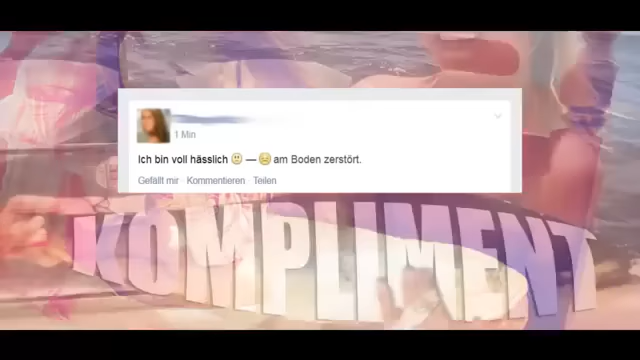 1 Min
Ich bin voll hässlich 😕 — 😞 am Boden zerstört.
Gefällt mir Kommentieren Teilen
KOMPLIMENT